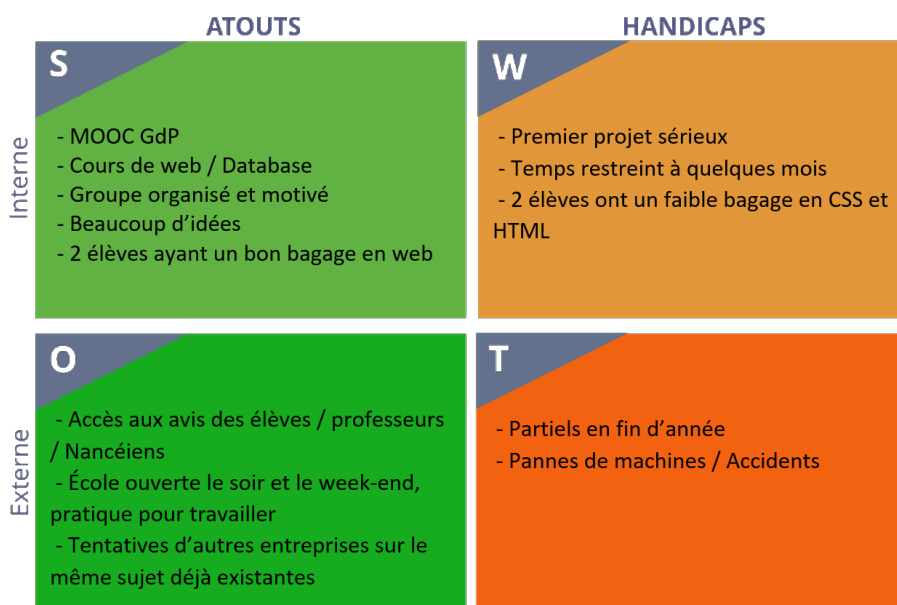 ATOUTS
HANDICAPS
Interne
S
- MOOC GdP
- Cours de web / Database
- Groupe organisé et motivé
- Beaucoup d’idées
- 2 élèves ayant un bon bagage en web
W
- Premier projet sérieux
- Temps restreint à quelques mois
- 2 élèves ont un faible bagage en CSS et
HTML
Externe
O
- Accès aux avis des élèves / professeurs
/ Nancéiens
- École ouverte le soir et le week-end,
pratique pour travailler
- Tentatives d’autres entreprises sur le
même sujet déjà existantes
T
- Partiels en fin d’année
- Pannes de machines / Accidents